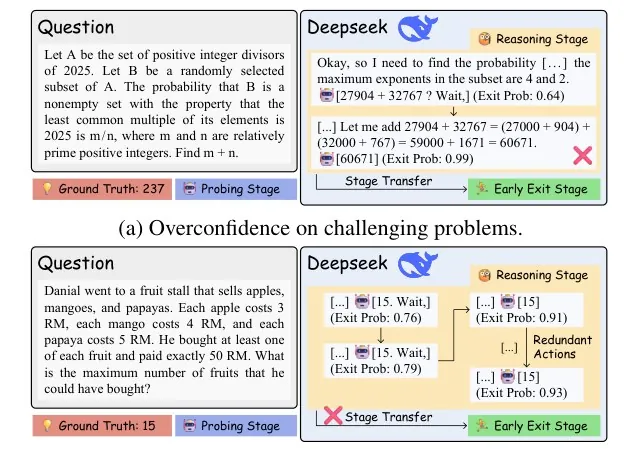 Question
Let A be the set of positive integer divisors
of 2025. Let B be a randomly selected
subset of A. The probability that B is a
nonempty set with the property that the
least common multiple of its elements is
2025 is m/n, where m and n are relatively
prime positive integers. Find m + n.
Ground Truth: 237
Probing Stage
Deepseek
Reasoning Stage
Okay, so I need to find the probability [...] the
maximum exponents in the subset are 4 and 2.
[27904 + 32767 ? Wait,] (Exit Prob: 0.64)
[...] Let me add 27904 + 32767 = (27000 + 904) +
(32000 + 767) = 59000 + 1671 = 60671.
[60671] (Exit Prob: 0.99)
Stage Transfer
Early Exit Stage
(a) Overconfidence on challenging problems.
Question
Danial went to a fruit stall that sells apples,
mangoes, and papayas. Each apple costs 3
RM, each mango costs 4 RM, and each
papaya costs 5 RM. He bought at least one
of each fruit and paid exactly 50 RM. What
is the maximum number of fruits that he
could have bought?
Ground Truth: 15
Probing Stage
Deepseek
Reasoning Stage
[...] [15. Wait,]
(Exit Prob: 0.76)
[...] [15. Wait,]
(Exit Prob: 0.79)
[...] [15]
(Exit Prob: 0.91)
[...]
Redundant
Actions
[...] [15]
(Exit Prob: 0.93)
Stage Transfer
Early Exit Stage